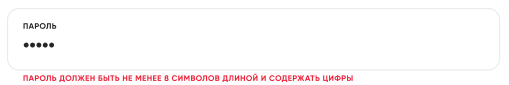 ПАРОЛЬ
•••••
ПАРОЛЬ ДОЛЖЕН БЫТЬ НЕ МЕНЕЕ 8 СИМВОЛОВ ДЛИНОЙ И СОДЕРЖАТЬ ЦИФРЫ